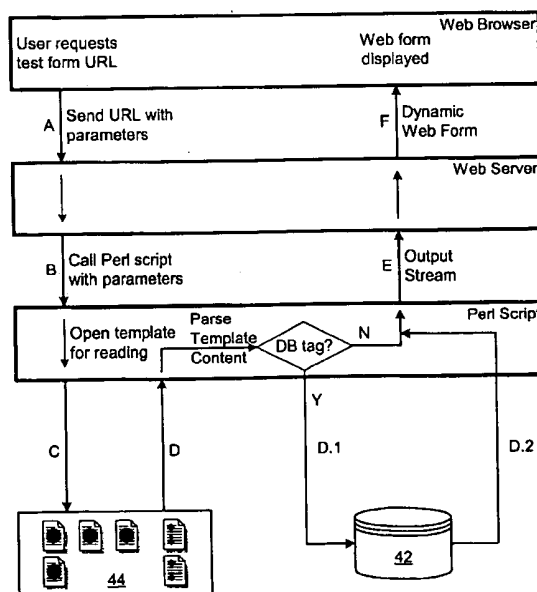 Web Browser
User requests
test form URL
Web form
displayed
A
Send URL with
parameters
F
Dynamic
Web Form
Web Server
B
Call Perl script
with parameters
E
Output
Stream
Perl Script
Open template
for reading
Parse
Template
Content
DB tag?
N
Y
C
D
D.1
D.2
44
42